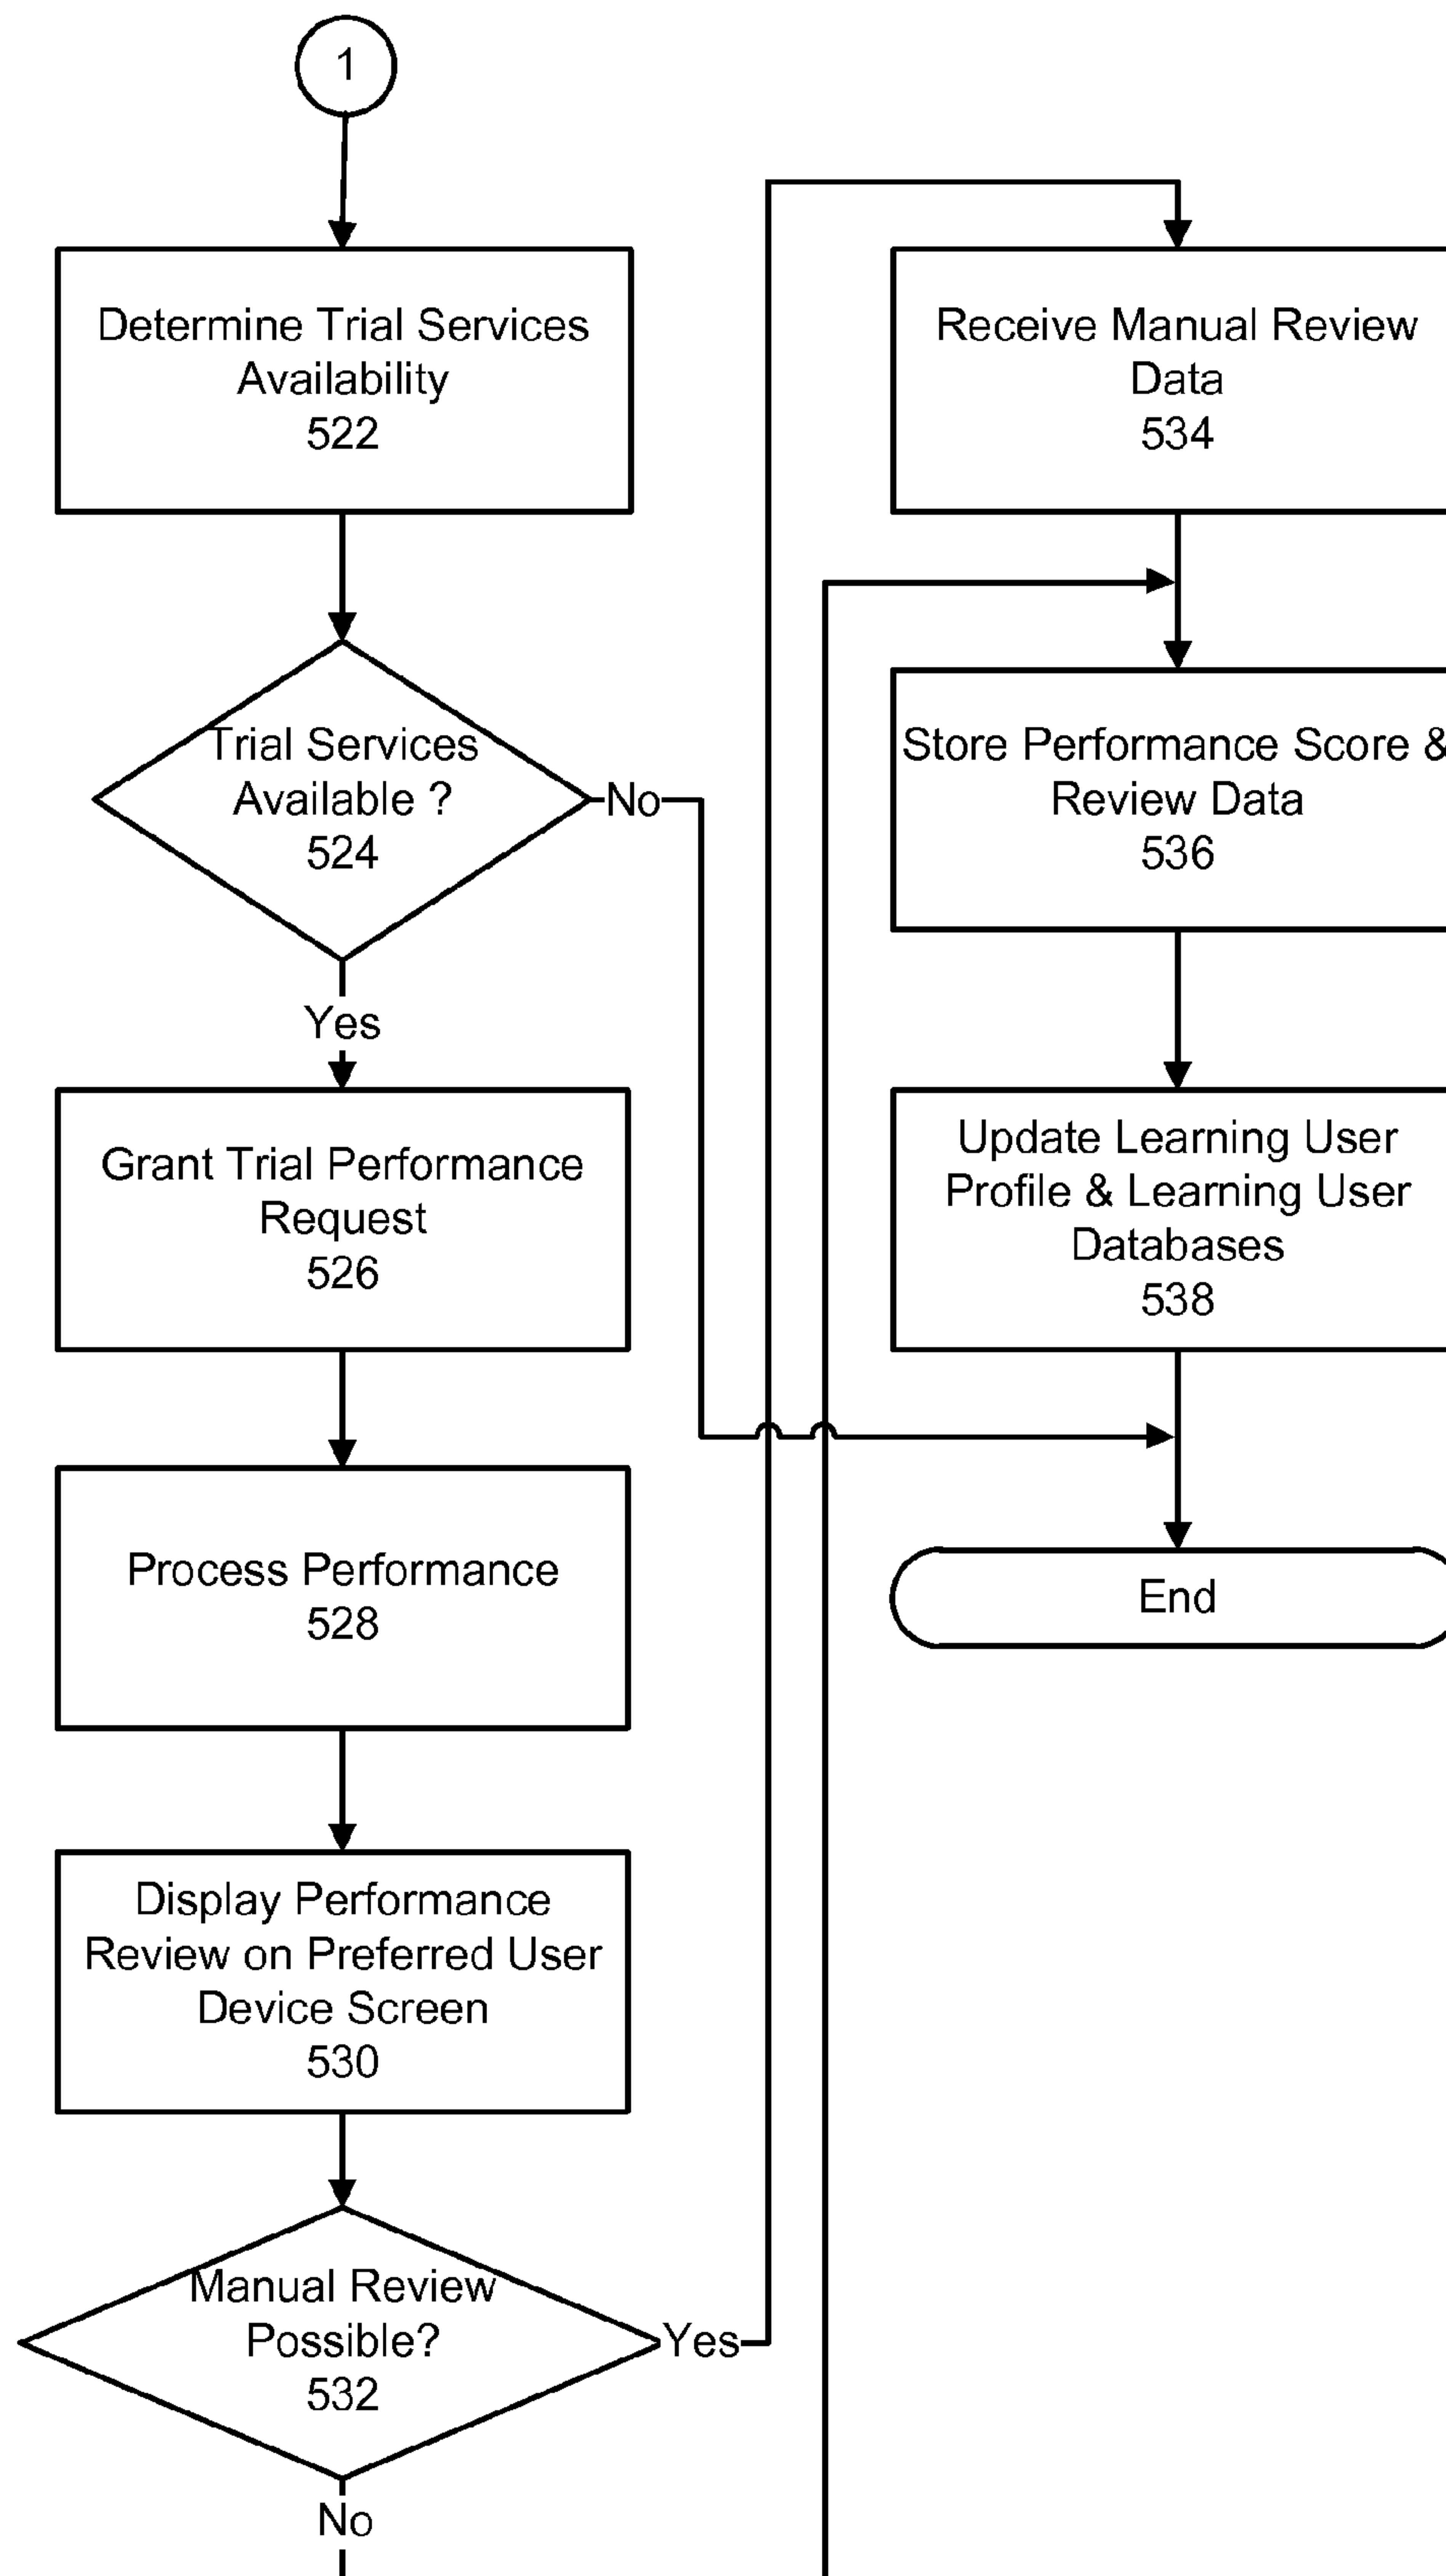 1
Determine Trial Services
Availability
522
Trial Services
Available ?
524
No
Yes
Grant Trial Performance
Request
526
Process Performance
528
Display Performance
Review on Preferred User
Device Screen
530
Manual Review
Possible?
532
Yes
No
Receive Manual Review
Data
534
Store Performance Score &
Review Data
536
Update Learning User
Profile & Learning User
Databases
538
End